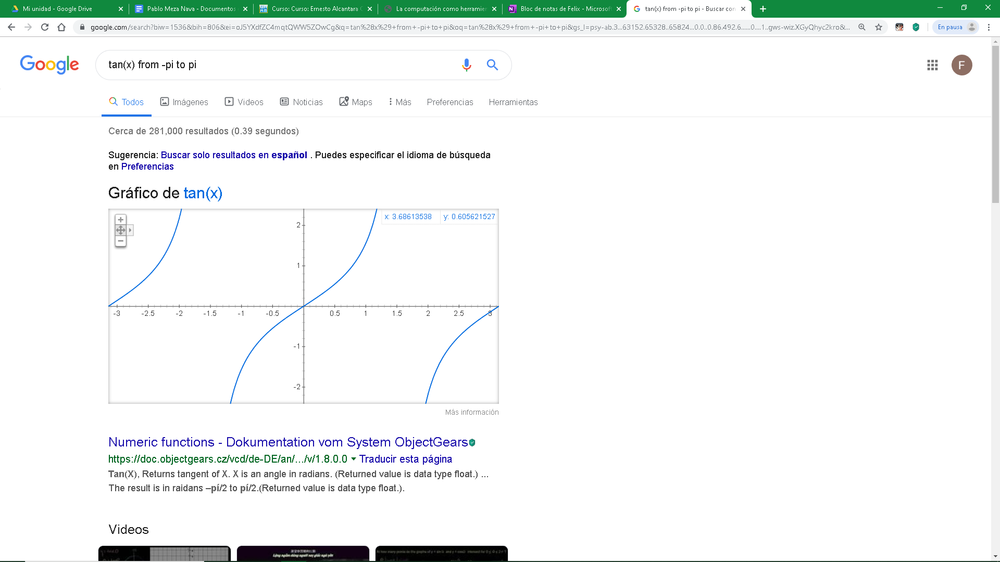 Mi unidad - Google Drive
Pablo Meza Nava - Documentos
Curso: Curso: Ernesto Alcantara
La computación como herramier
Bloc de notas de Felix - Microsof
tan(x) from -pi to pi - Buscar con
google.com/search?biw=1536&bih=806&ei=oJ5YXdfZC4mqtQWW5ZOwCg&q=tan%28x%29+from+-pi+to+pi&oq=tan%28x%29+from+-pi+to+pi&gs_l=psy-ab.3...63152.65328..65824...0.0..0.86.492.6......0....1..gws-wiz.XGyQhyc2kro&...
En pausa
Google
tan(x) from -pi to pi
F
Todos
Imágenes
Videos
Noticias
Maps
Más
Preferencias
Herramientas
Cerca de 281,000 resultados (0.39 segundos)
Sugerencia: Buscar solo resultados en español . Puedes especificar el idioma de búsqueda
en Preferencias
Gráfico de tan(x)
x: 3.68613538
y: 0.605621527
2
1
-3 -2.5 -2 -1.5 -1 -0.5 0.5 1 1.5 2 2.5 3
-1
-2
Más información
Numeric functions - Dokumentation vom System ObjectGears
https://doc.objectgears.cz/vcd/de-DE/an/.../v/1.8.0.0 Traducir esta página
Tan(X), Returns tangent of X. X is an angle in radians. (Returned value is data type float.) ...
The result is in raidans –pí/2 to pí/2.(Returned value is data type float.).
Videos